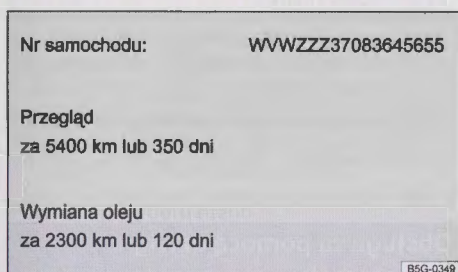 Nr samochodu: WVWZZZ37083645655
Przegląd
za 5400 km lub 350 dni
Wymiana oleju
za 2300 km lub 120 dni
B5G-0349